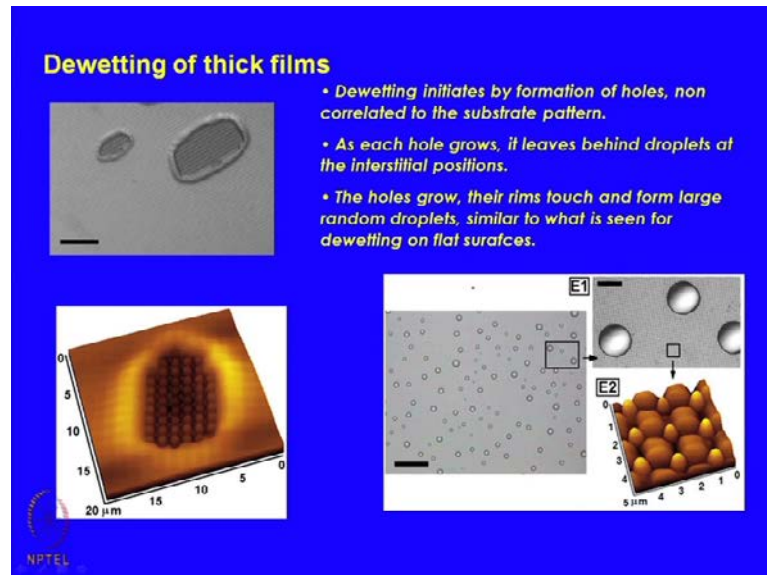 Dewetting of thick films
• Dewetting initiates by formation of holes, non
correlated to the substrate pattern.
• As each hole grows, it leaves behind droplets at
the interstitial positions.
• The holes grow, their rims touch and form large
random droplets, similar to what is seen for
dewetting on flat surafces.
E1
E2
0
5
10
15
20 μm
15
10
5
0
0
1
2
3
4
5 μm
4
3
2
1
0
NPTEL